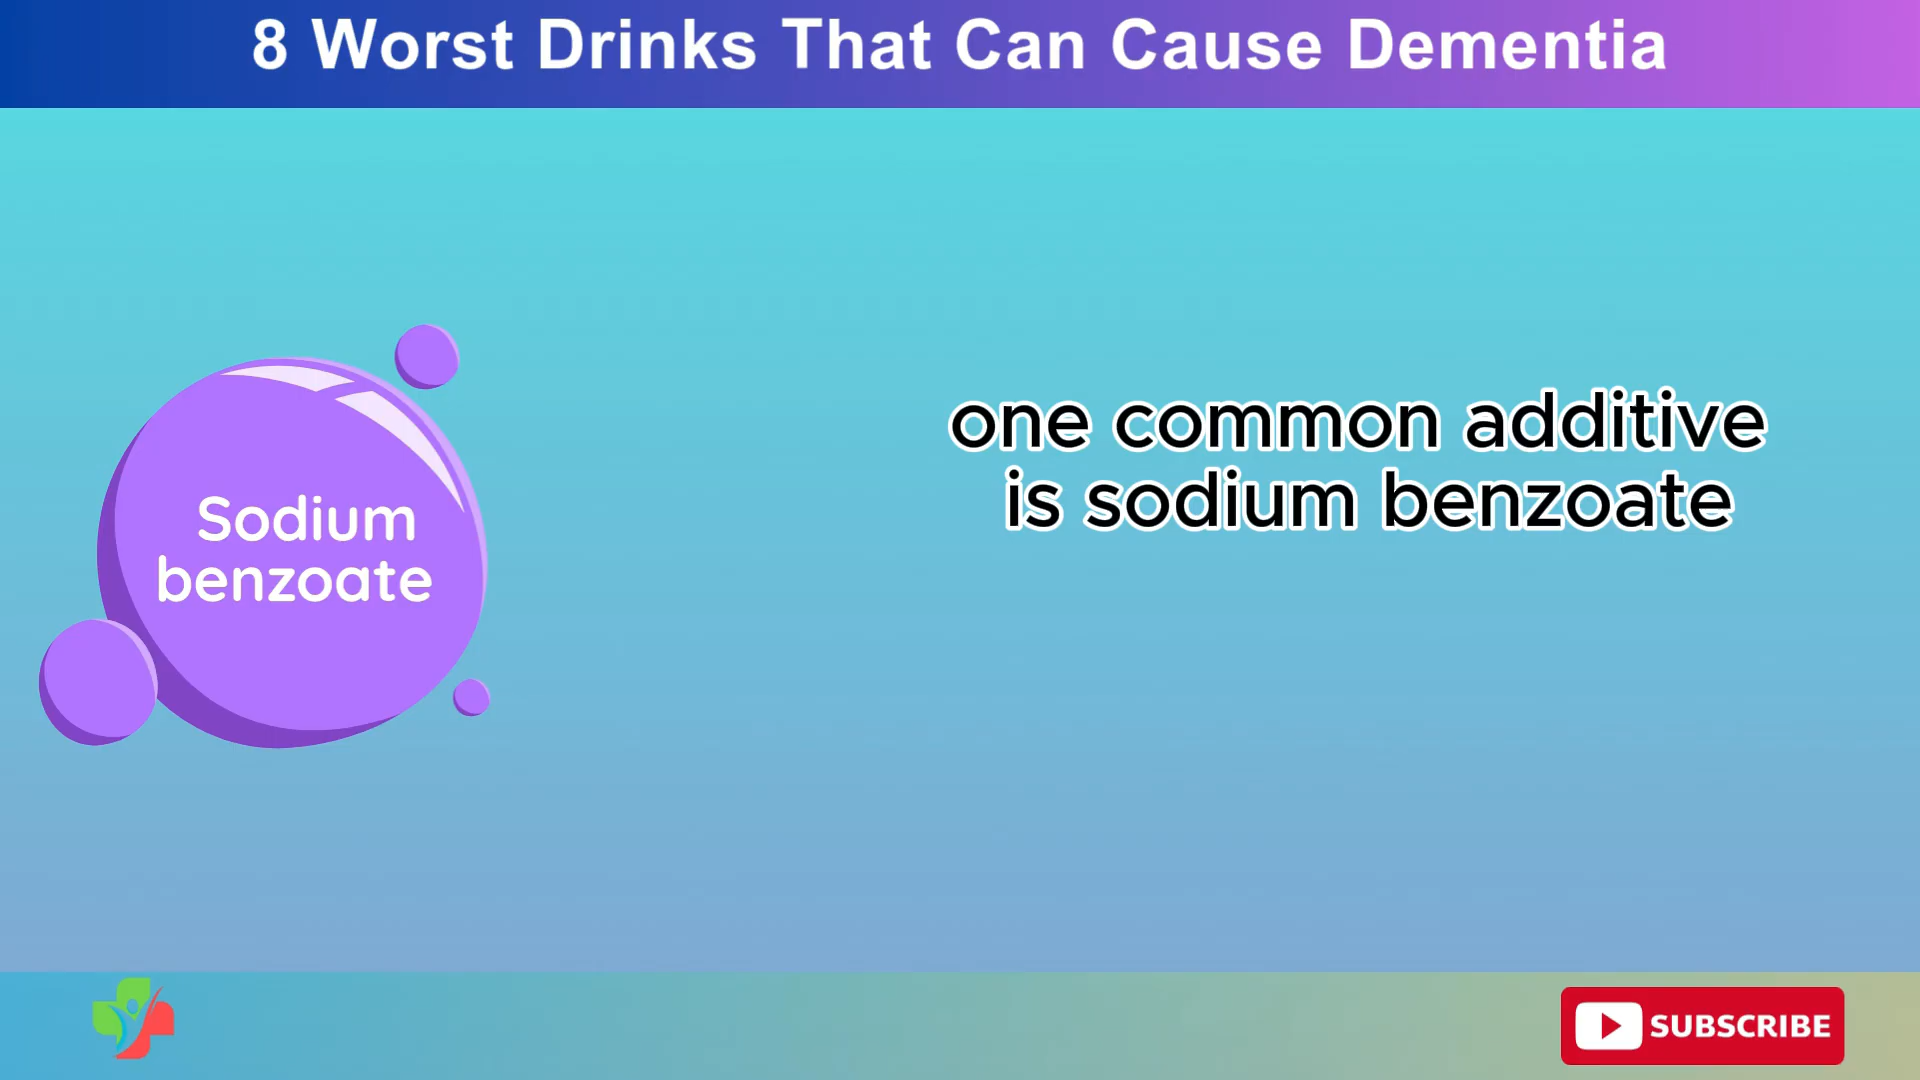 8 Worst Drinks That Can Cause Dementia
Sodium
benzoate
one common additive
is sodium benzoate
SUBSCRIBE